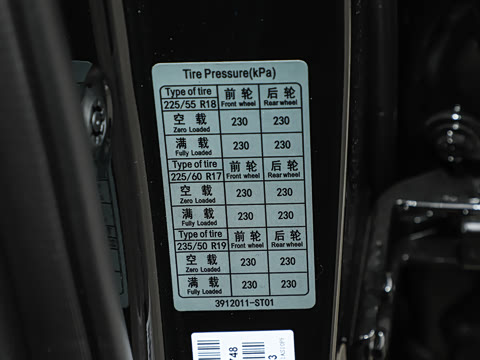 Tire Pressure(kPa)
Type of tire 前 轮 后 轮
225/55 R18 Front wheel Rear wheel
空 载 230 230
Zero Loaded
满 载 230 230
Fully Loaded
Type of tire 前 轮 后 轮
225/60 R17 Front wheel Rear wheel
空 载 230 230
Zero Loaded
满 载 230 230
Fully Loaded
Type of tire 前 轮 后 轮
235/50 R19 Front wheel Rear wheel
空 载 230 230
Zero Loaded
满 载 230 230
Fully Loaded
3912011-ST01
748
3